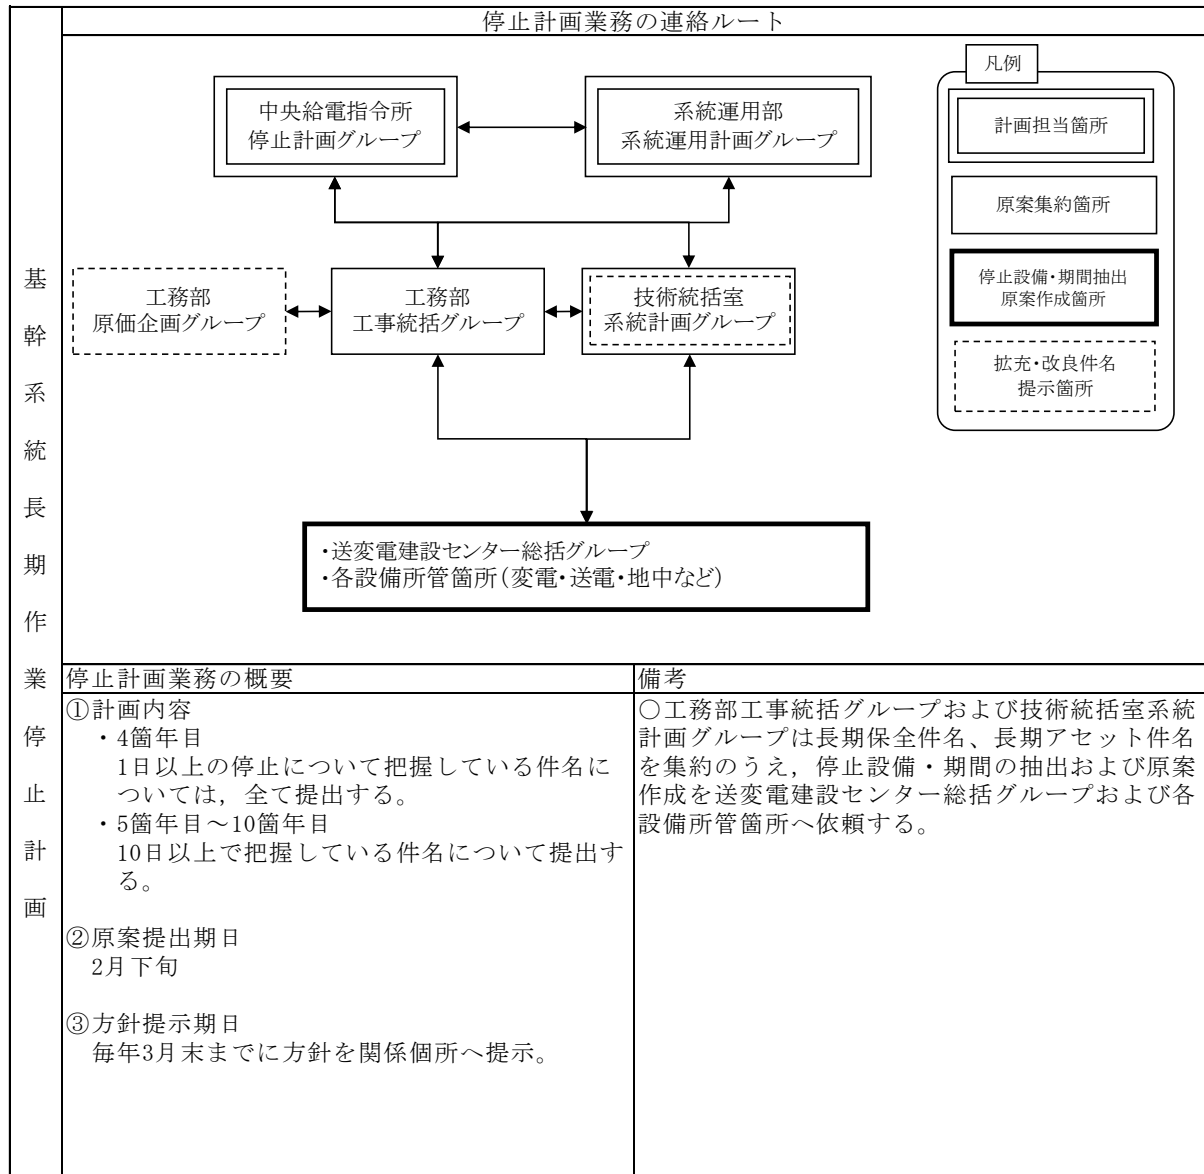 停止計画業務の連絡ルート
基幹系統長期作業停止計画
中央給電指令所
停止計画グループ
系統運用部
系統運用計画グループ
工務部
原価企画グループ
工務部
工事統括グループ
技術統括室
系統計画グループ
・送変電建設センター総括グループ
・各設備所管箇所(変電・送電・地中など)
凡例
計画担当箇所
原案集約箇所
停止設備・期間抽出
原案作成箇所
拡充・改良件名
提示箇所
停止計画業務の概要
①計画内容
・4箇年目
1日以上の停止について把握している件名に
ついては，全て提出する。
・5箇年目～10箇年目
10日以上で把握している件名について提出す
る。
②原案提出期日
2月下旬
③方針提示期日
毎年3月末までに方針を関係個所へ提示。
備考
○工務部工事統括グループおよび技術統括室系統
計画グループは長期保全件名、長期アセット件名
を集約のうえ，停止設備・期間の抽出および原案
作成を送変電建設センター総括グループおよび各
設備所管箇所へ依頼する。